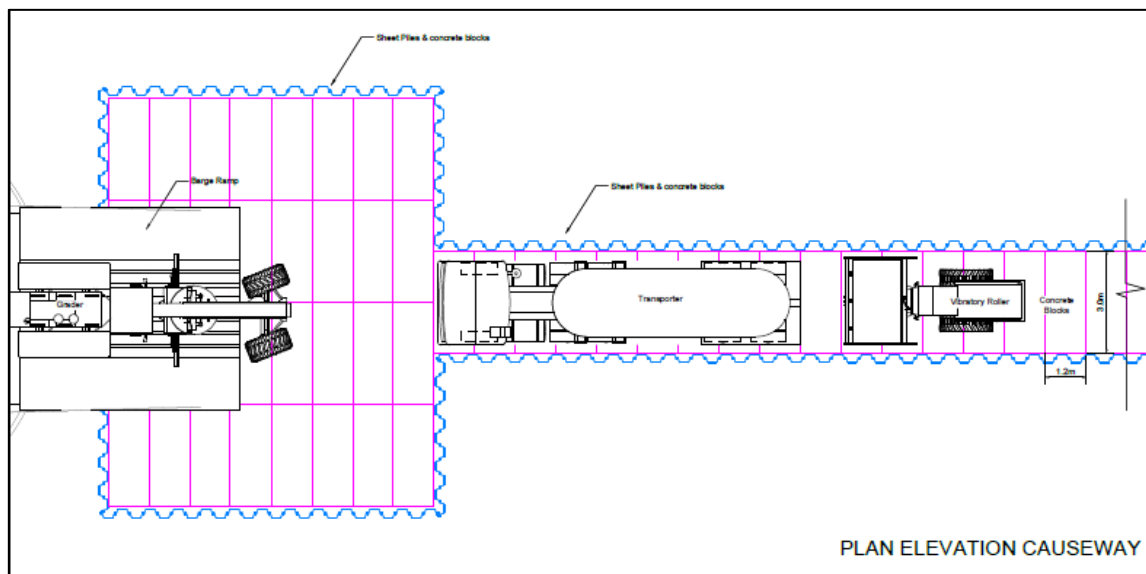 Sheet Piles & concrete blocks
Barge Ramp
Sheet Piles & concrete blocks
Grader
Transporter
Vibratory Roller
Concrete
Blocks
3.0m
1.2m
PLAN ELEVATION CAUSEWAY